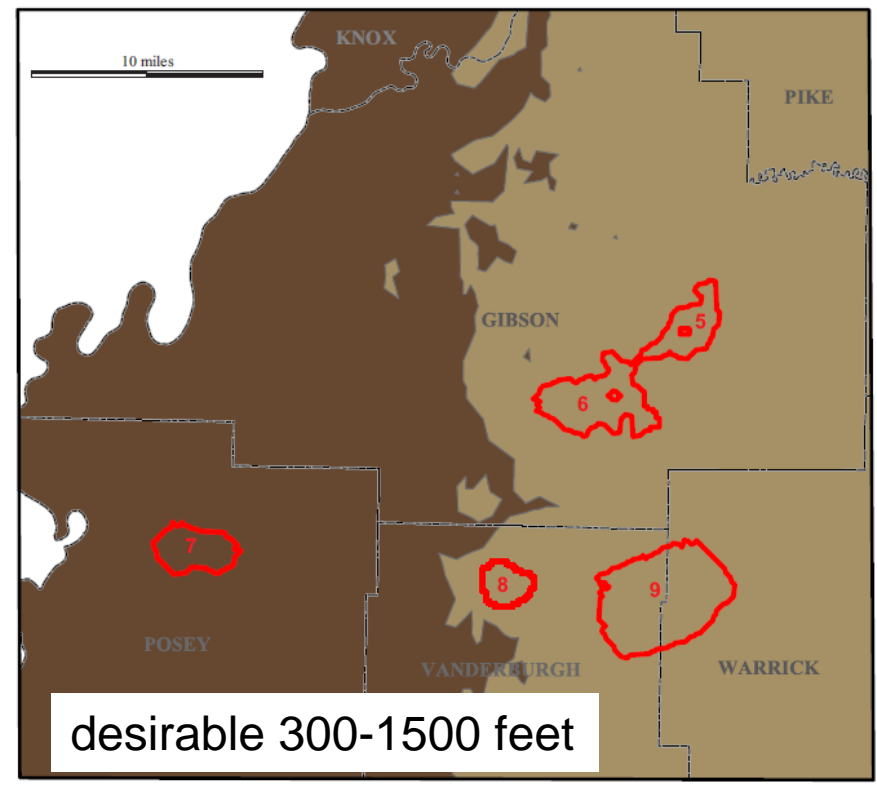 KNOX
10 miles
PIKE
GIBSON
5
6
7
8
9
POSEY
VANDERBURGH
WARRICK
desirable 300-1500 feet